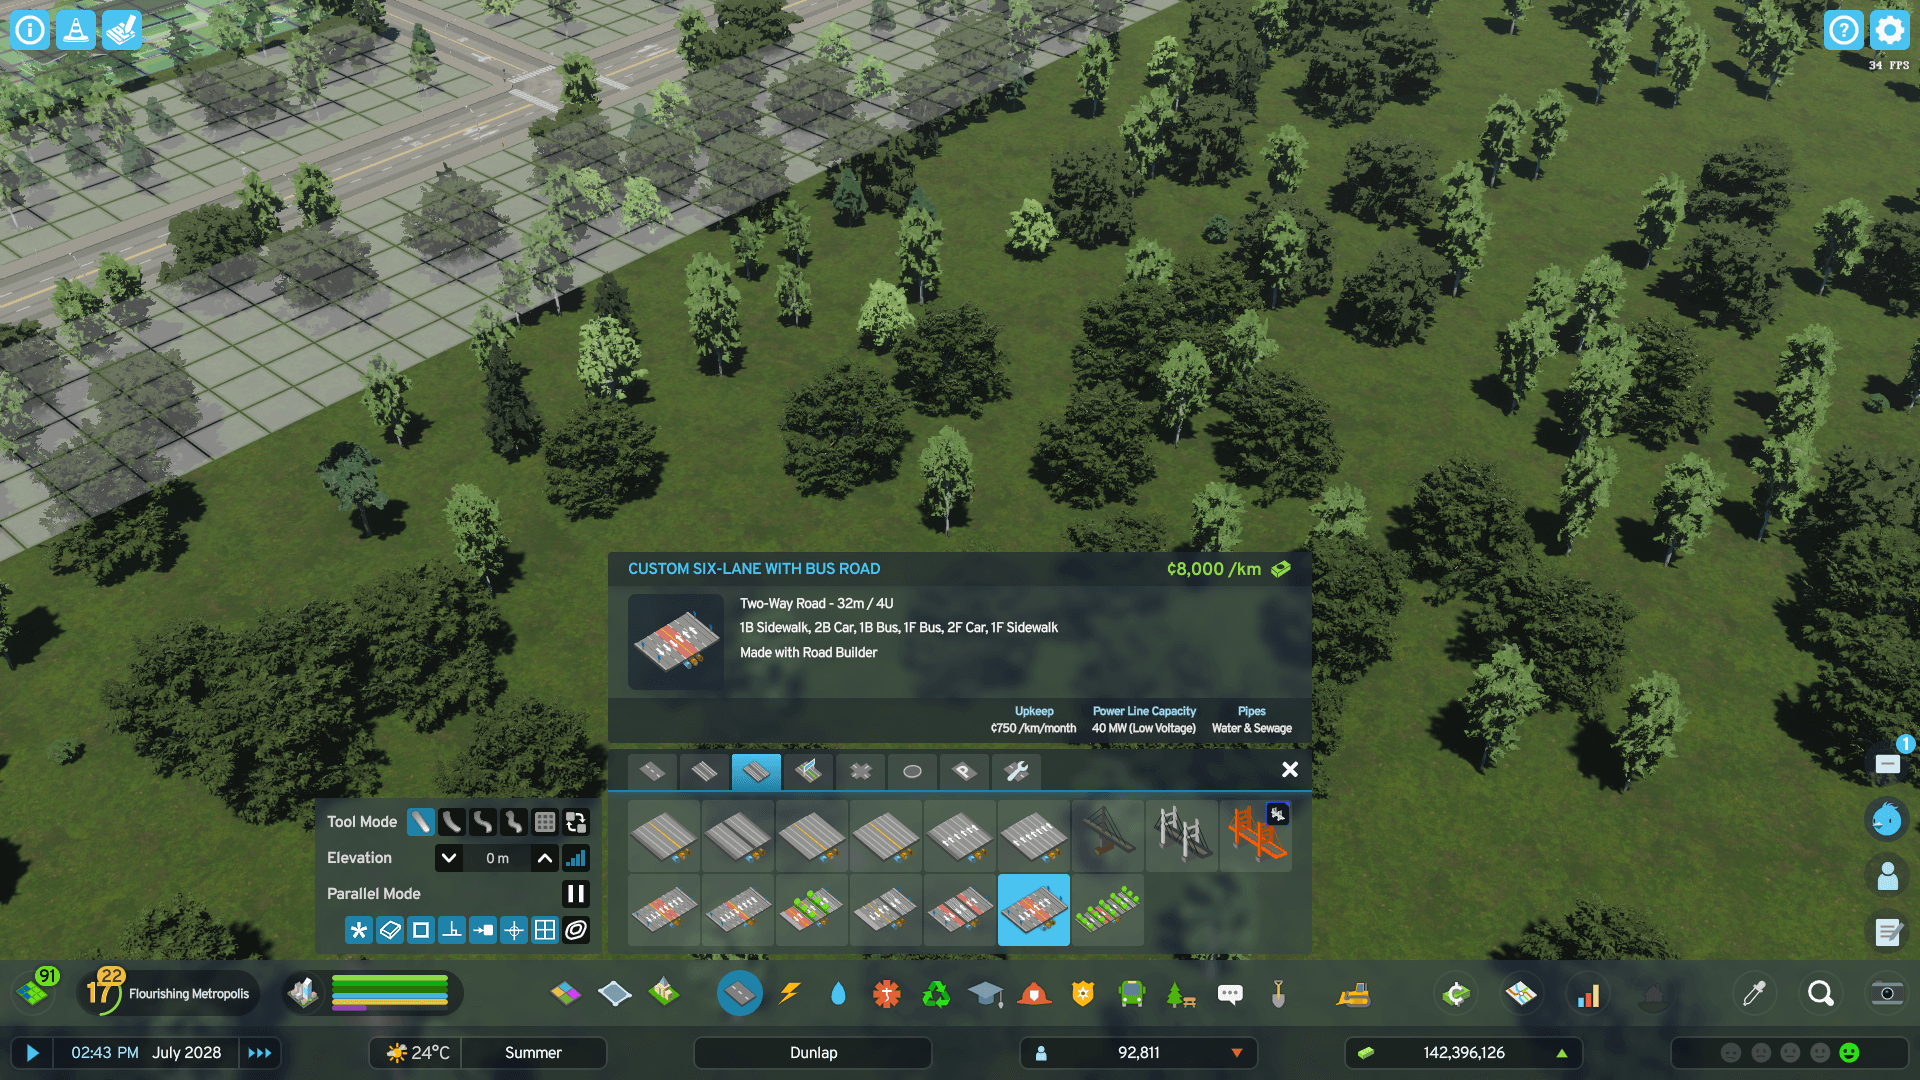 34 FPS
CUSTOM SIX-LANE WITH BUS ROAD
¢8,000 /km
Two-Way Road - 32m / 4U
1B Sidewalk, 2B Car, 1B Bus, 1F Bus, 2F Car, 1F Sidewalk
Made with Road Builder
Upkeep
¢750 /km/month
Power Line Capacity
40 MW (Low Voltage)
Pipes
Water & Sewage
1
Tool Mode
Elevation
0 m
Parallel Mode
91
22
17
Flourishing Metropolis
02:43 PM
July 2028
24°C
Summer
Dunlap
92,811
142,396,126